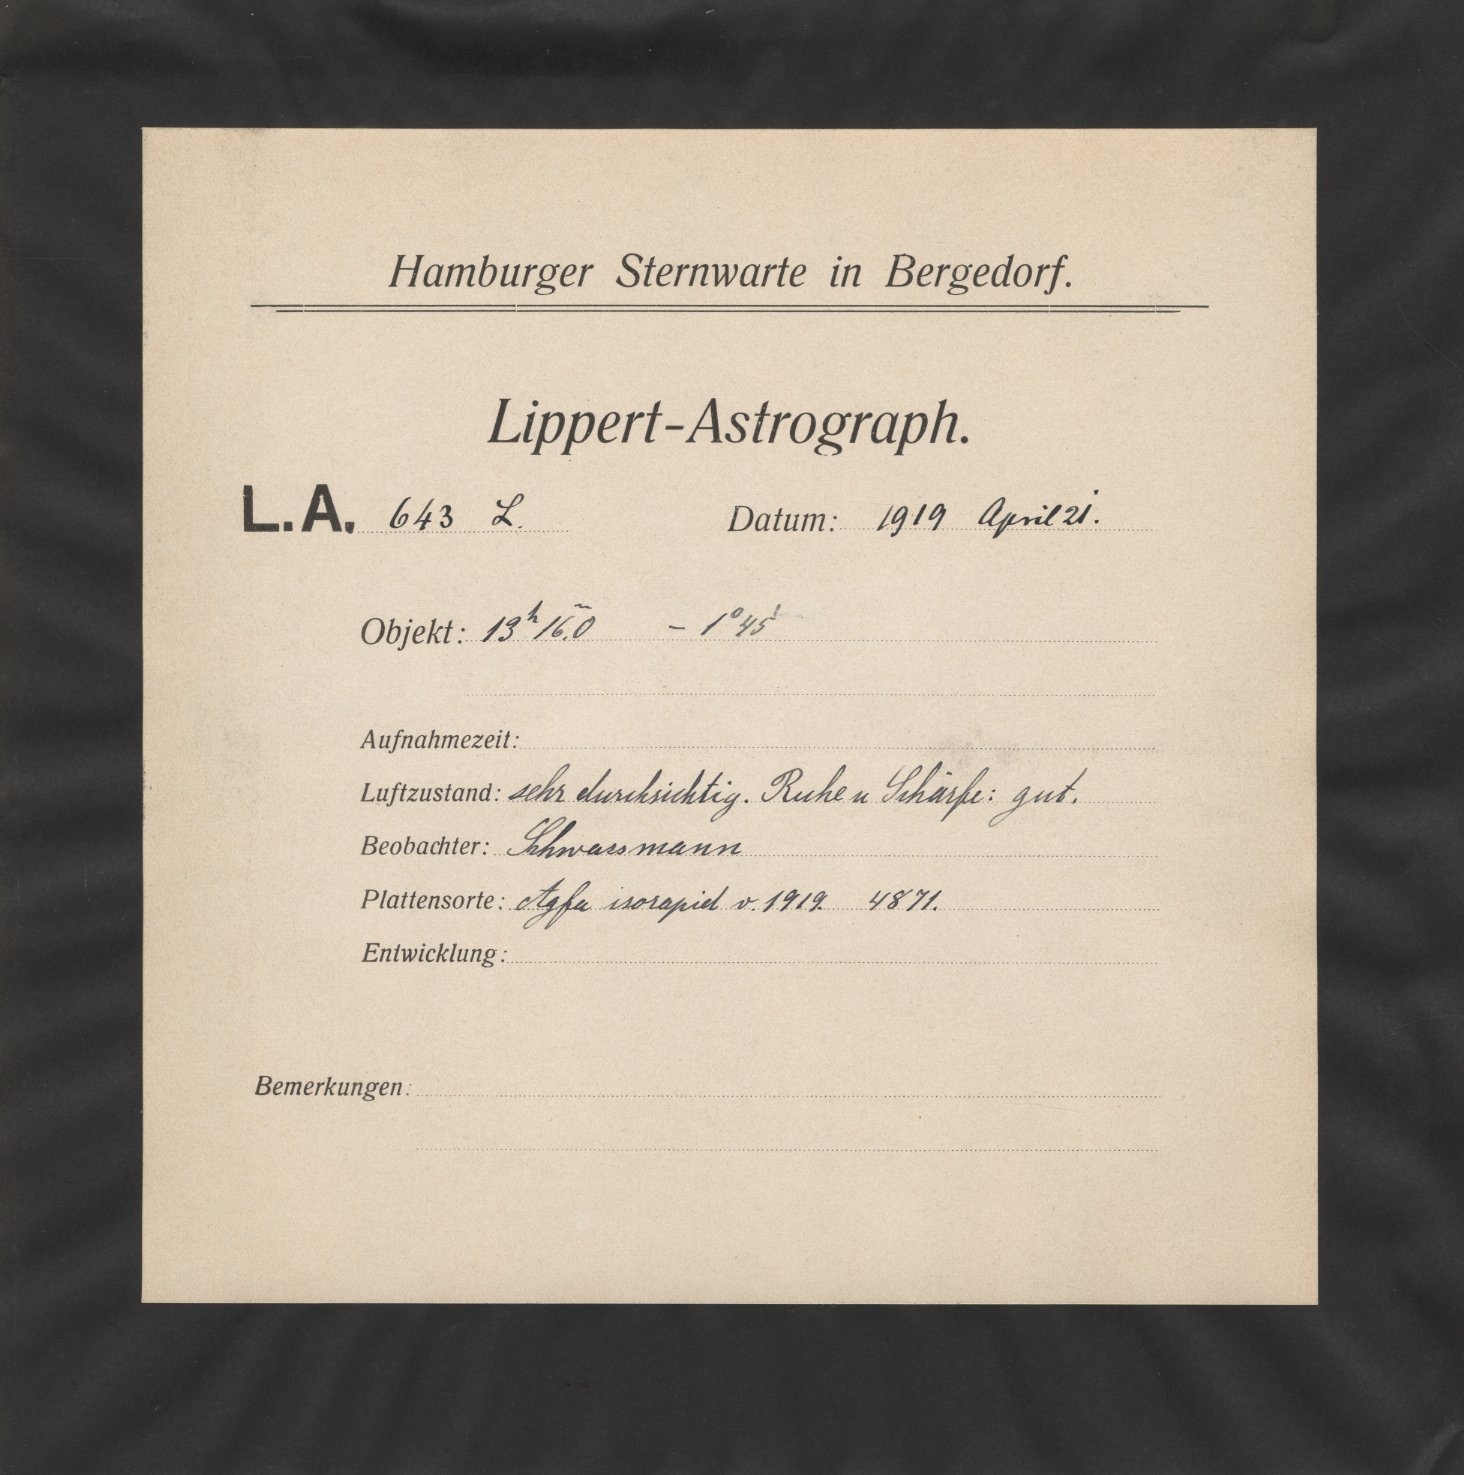 Hamburger Sternwarte in Bergedorf.
Lippert-Astrograph.
L.A. 643 L. Datum: 1919 April 21.
Objekt: 13ʰ 16.ᵐ0 – 1° 45'
Aufnahmezeit:
Luftzustand: sehr durchsichtig. Ruhe u Schärfe: gut.
Beobachter: Schwassmann
Plattensorte: Agfa isorapid v. 1919. 4871.
Entwicklung:
Bemerkungen: